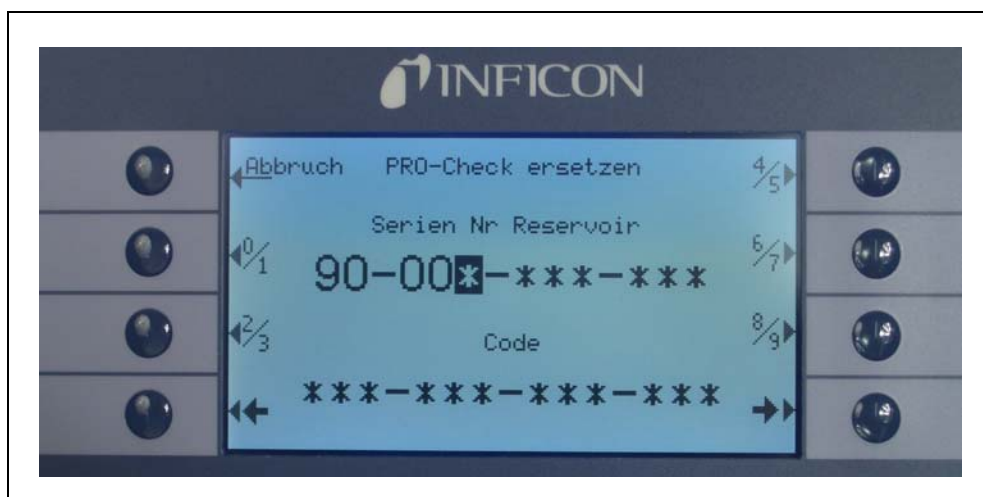 INFICON
Abbruch PRO-Check ersetzen 4/5
Serien Nr Reservoir
0/1 6/7
90-00*-***-***
2/3 Code 8/9
← ***-***-***-*** →